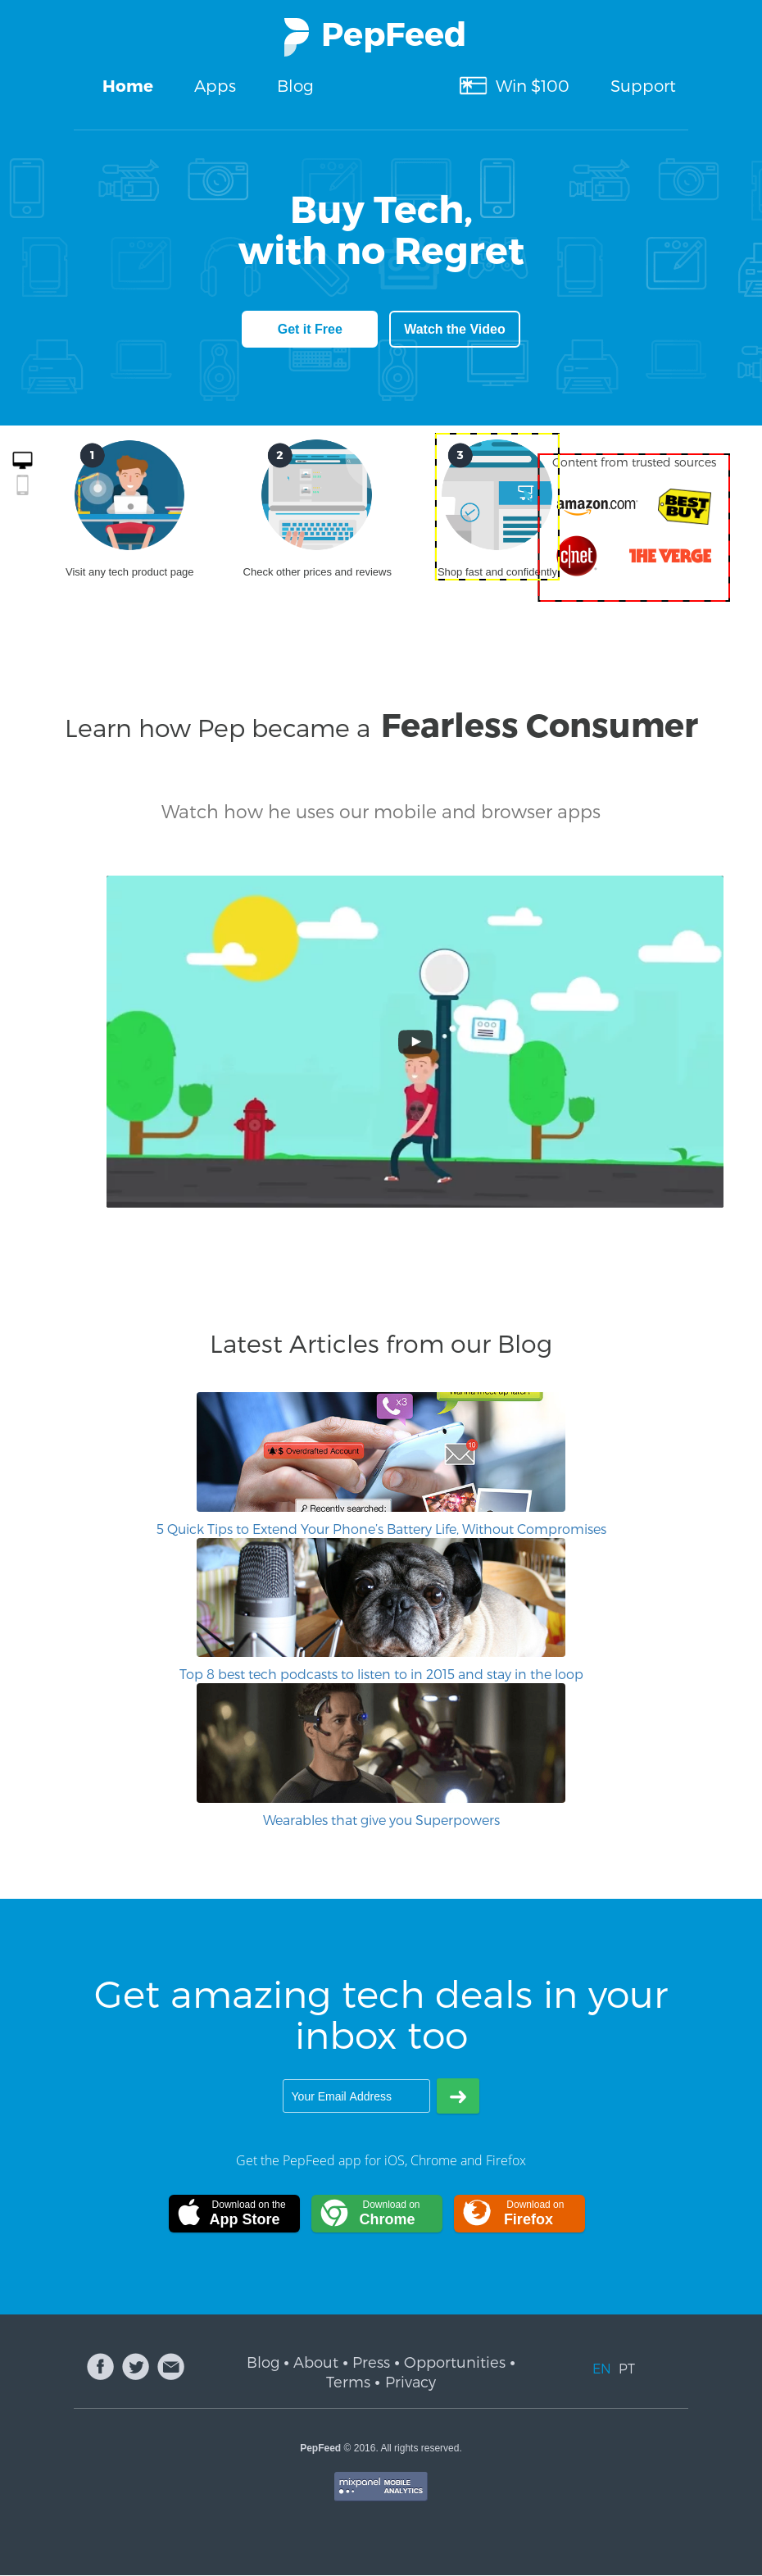 PepFeed
Home Apps Blog Win $100 Support
Buy Tech,
with no Regret
Get it Free Watch the Video
1 2 3
Content from trusted sources
amazon.com BEST BUY
c|net THE VERGE
Visit any tech product page Check other prices and reviews Shop fast and confidently
Learn how Pep became a Fearless Consumer
Watch how he uses our mobile and browser apps
Latest Articles from our Blog
x3
$ Overdrafted Account
10
Recently searched:
5 Quick Tips to Extend Your Phone's Battery Life, Without Compromises
Top 8 best tech podcasts to listen to in 2015 and stay in the loop
Wearables that give you Superpowers
Get amazing tech deals in your
inbox too
Your Email Address
Get the PepFeed app for iOS, Chrome and Firefox
Download on the Download on Download on
App Store Chrome Firefox
Blog • About • Press • Opportunities •
Terms • Privacy
EN PT
PepFeed © 2016. All rights reserved.
mixpanel MOBILE
ANALYTICS